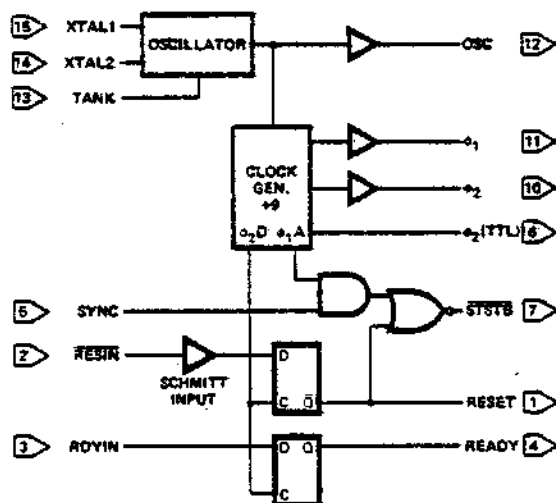 15 XTAL1
OSCILLATOR
OSC 12
14 XTAL2
13 TANK
CLOCK
GEN.
÷9
ϕ1 11
ϕ2 10
ϕ2D ϕ1A
ϕ2(TTL) 6
5 SYNC
STSTB 7
2 RESIN
D
SCHMITT
INPUT
C Q
RESET 1
3 RDYIN
D Q
READY 4
C